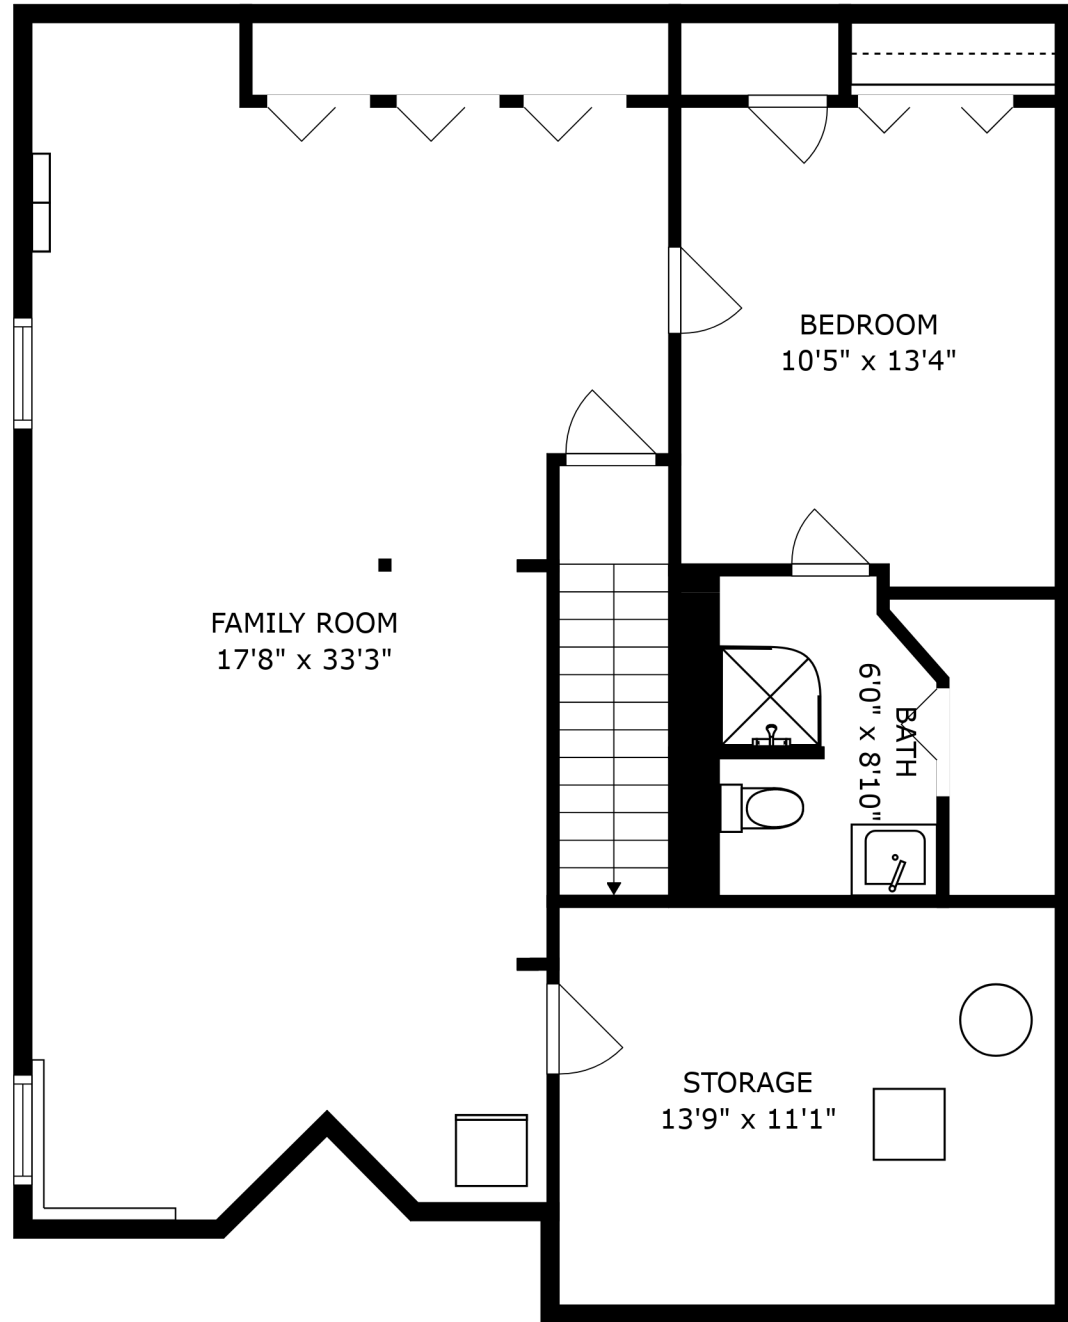 BEDROOM
10'5" x 13'4"
FAMILY ROOM
17'8" x 33'3"
BATH
6'0" x 8'10"
STORAGE
13'9" x 11'1"